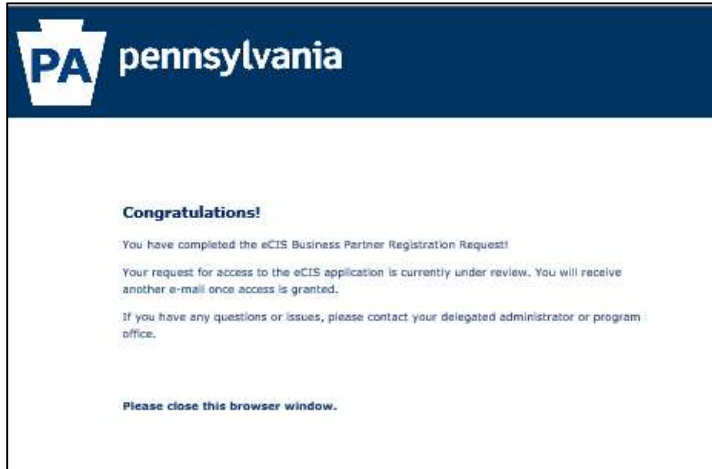 PA pennsylvania
Congratulations!
You have completed the eCIS Business Partner Registration Request!
Your request for access to the eCIS application is currently under review. You will receive
another e-mail once access is granted.
If you have any questions or issues, please contact your delegated administrator or program
office.
Please close this browser window.